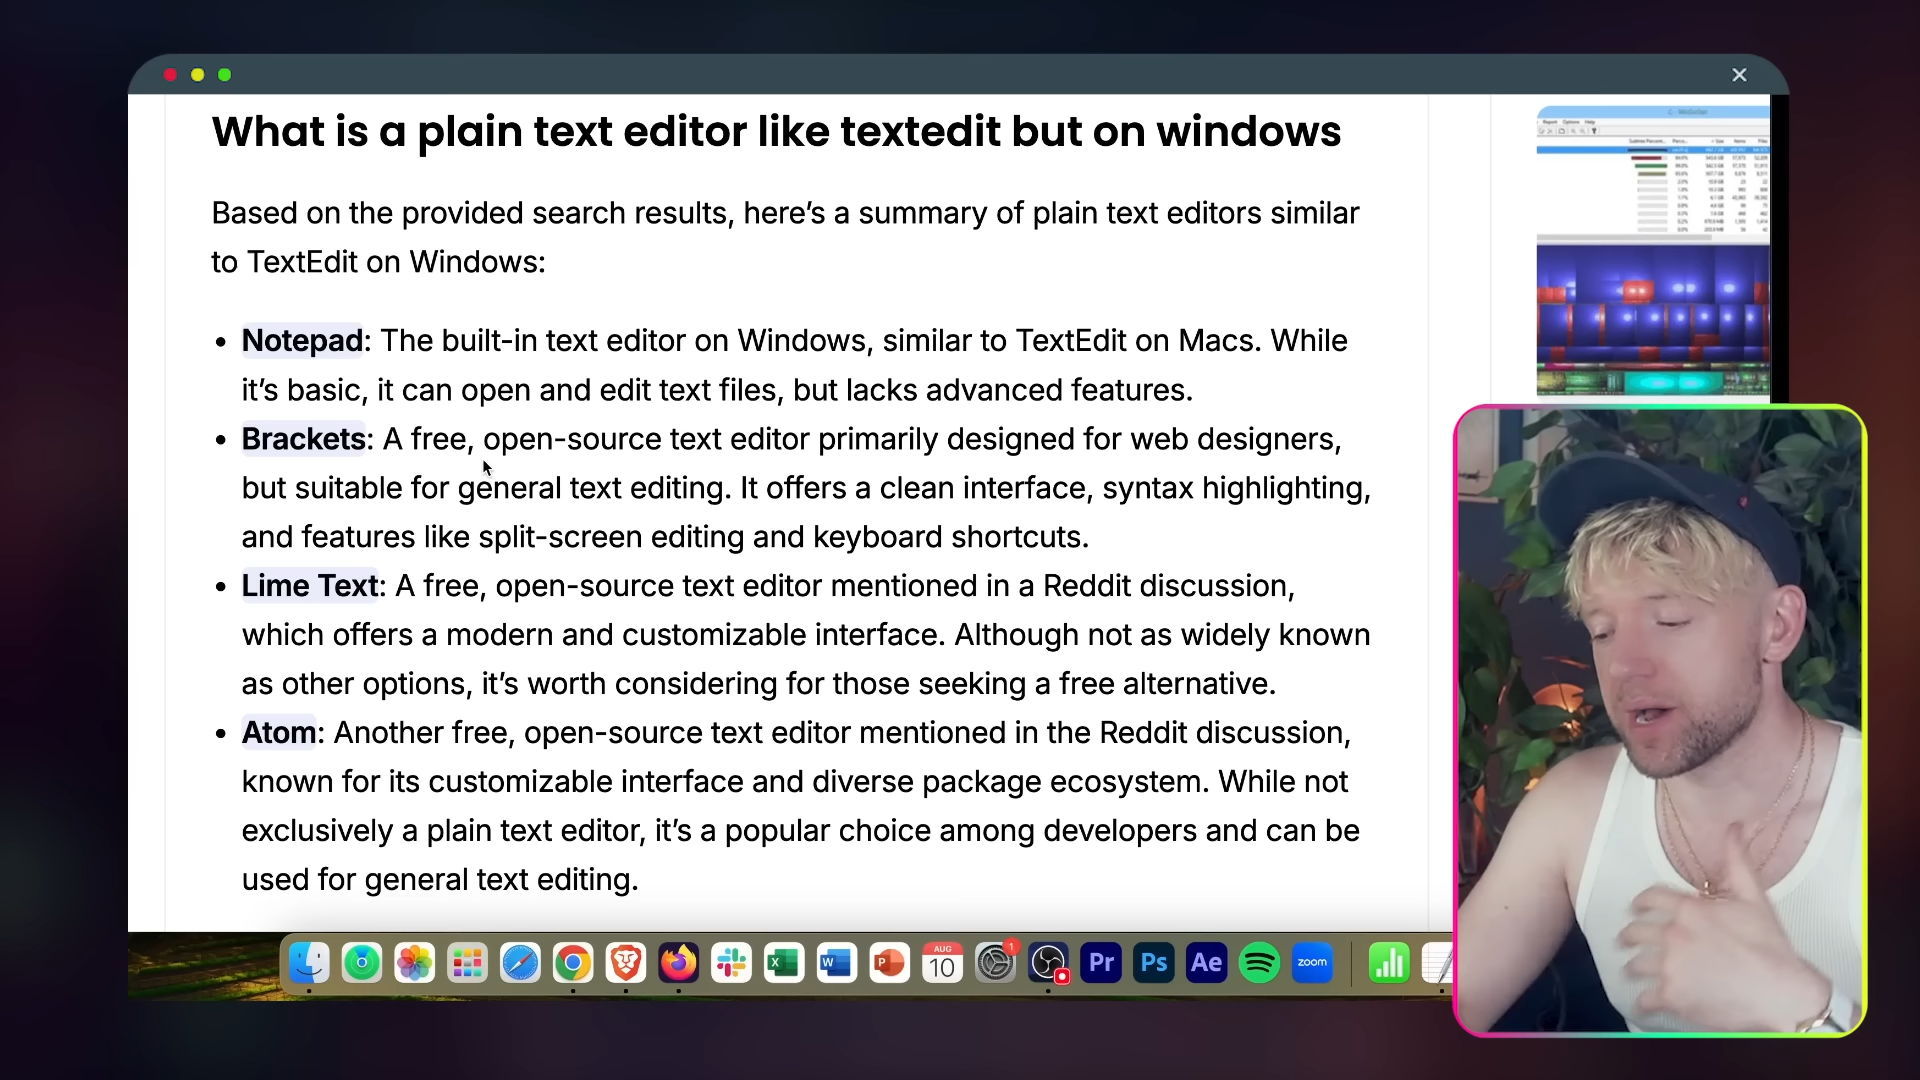 What is a plain text editor like textedit but on windows
Based on the provided search results, here's a summary of plain text editors similar
to TextEdit on Windows:
• Notepad: The built-in text editor on Windows, similar to TextEdit on Macs. While
it's basic, it can open and edit text files, but lacks advanced features.
• Brackets: A free, open-source text editor primarily designed for web designers,
but suitable for general text editing. It offers a clean interface, syntax highlighting,
and features like split-screen editing and keyboard shortcuts.
• Lime Text: A free, open-source text editor mentioned in a Reddit discussion,
which offers a modern and customizable interface. Although not as widely known
as other options, it's worth considering for those seeking a free alternative.
• Atom: Another free, open-source text editor mentioned in the Reddit discussion,
known for its customizable interface and diverse package ecosystem. While not
exclusively a plain text editor, it's a popular choice among developers and can be
used for general text editing.
Report Options Help
X W P AUG 10 1 Pr Ps Ae zoom